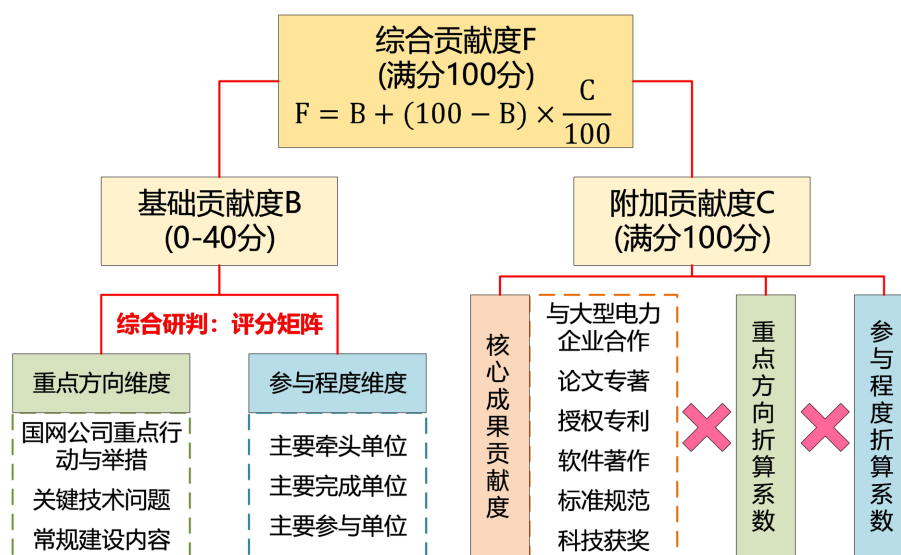 综合贡献度F
(满分100分)
F = B + (100 − B) × C/100
基础贡献度B
(0-40分)
附加贡献度C
(满分100分)
综合研判：评分矩阵
重点方向维度
国网公司重点行
动与举措
关键技术问题
常规建设内容
参与程度维度
主要牵头单位
主要完成单位
主要参与单位
核心成果贡献度
与大型电力
企业合作
论文专著
授权专利
软件著作
标准规范
科技获奖
重点方向折算系数
参与程度折算系数